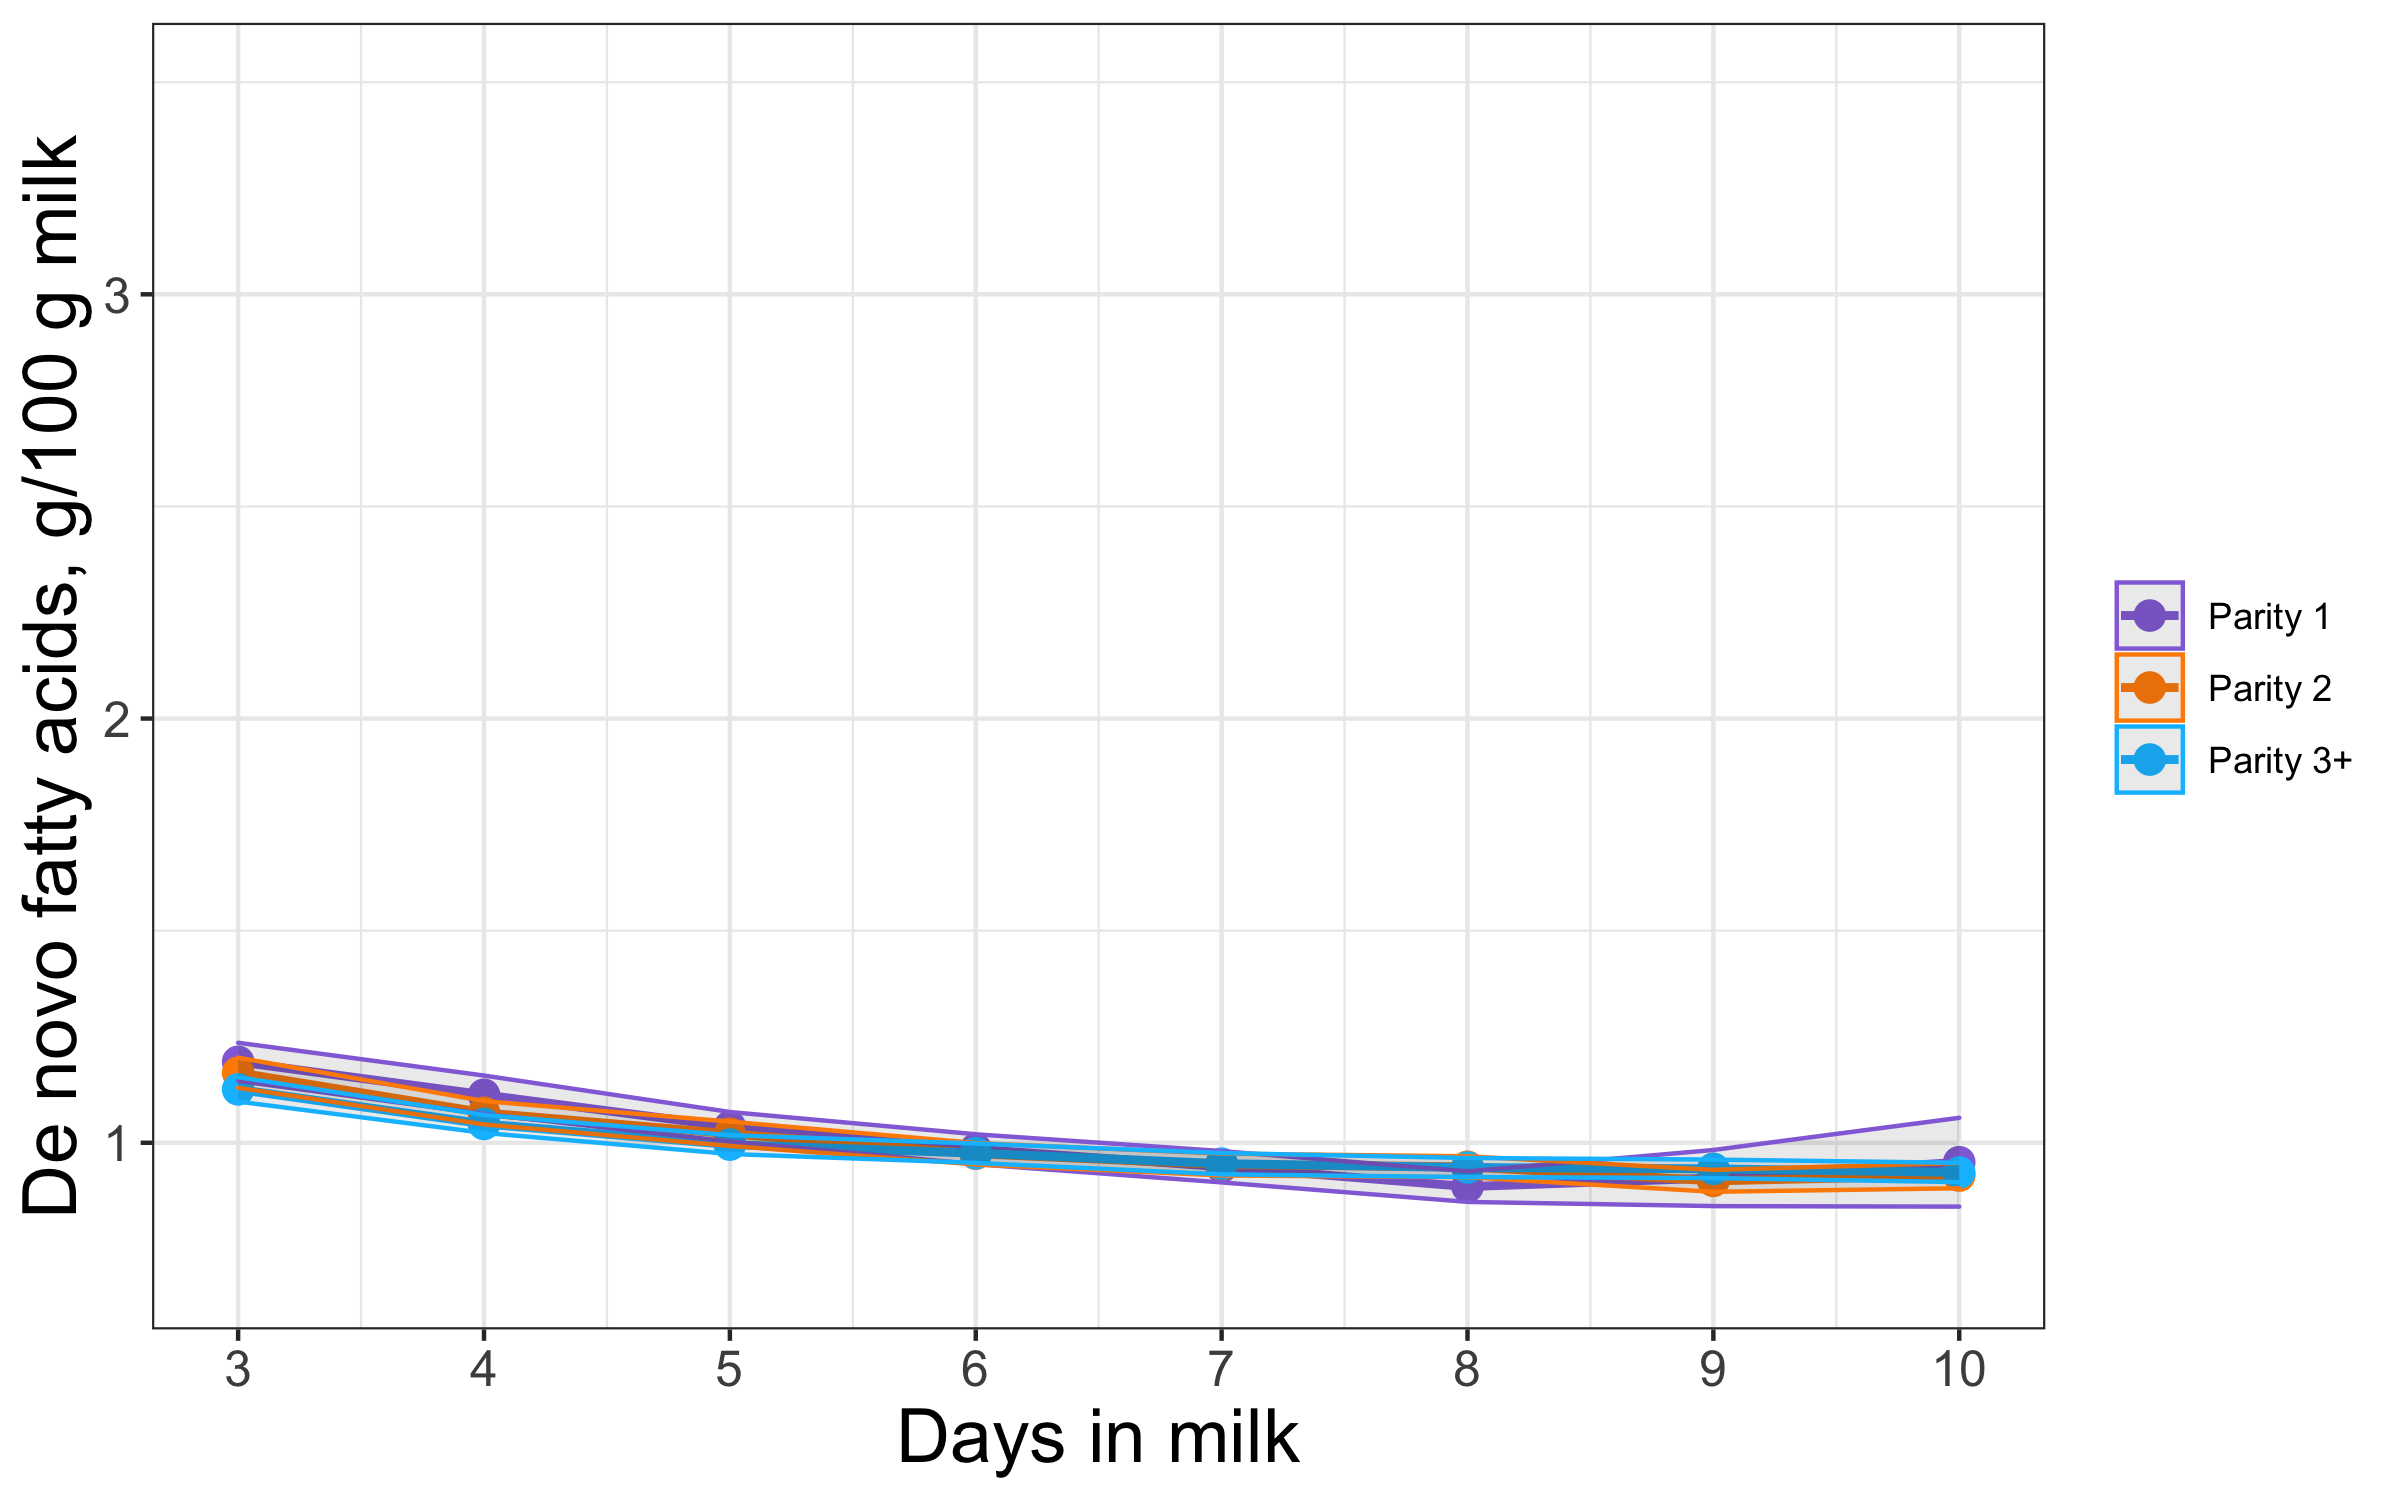 De novo fatty acids, g/100 g milk
3
2
1
3 4 5 6 7 8 9 10
Days in milk
Parity 1
Parity 2
Parity 3+